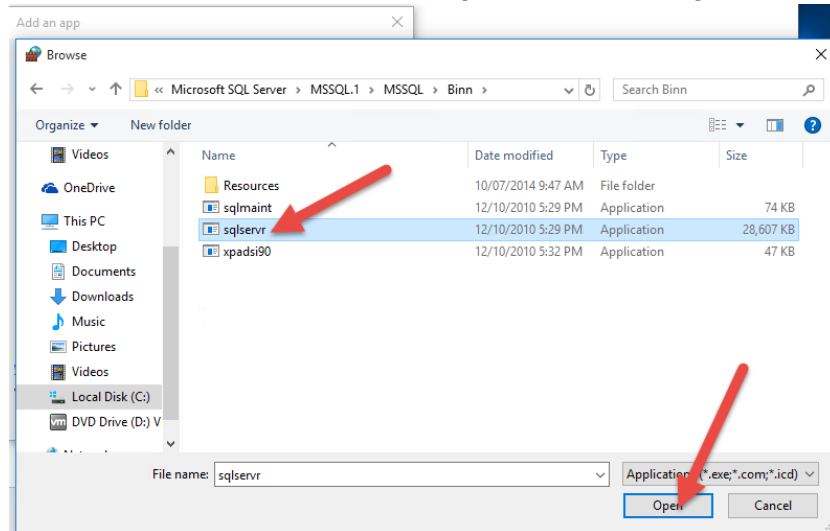 Add an app
Browse
« Microsoft SQL Server › MSSQL.1 › MSSQL › Binn ›
Search Binn
Organize
New folder
Name
Date modified
Type
Size
Videos
OneDrive
This PC
Desktop
Documents
Downloads
Music
Pictures
Videos
Local Disk (C:)
DVD Drive (D:) V
Resources 10/07/2014 9:47 AM File folder
sqlmaint 12/10/2010 5:29 PM Application 74 KB
sqlservr 12/10/2010 5:29 PM Application 28,607 KB
xpadsi90 12/10/2010 5:32 PM Application 47 KB
File name: sqlservr
(*.exe;*.com;*.icd)
Open Cancel